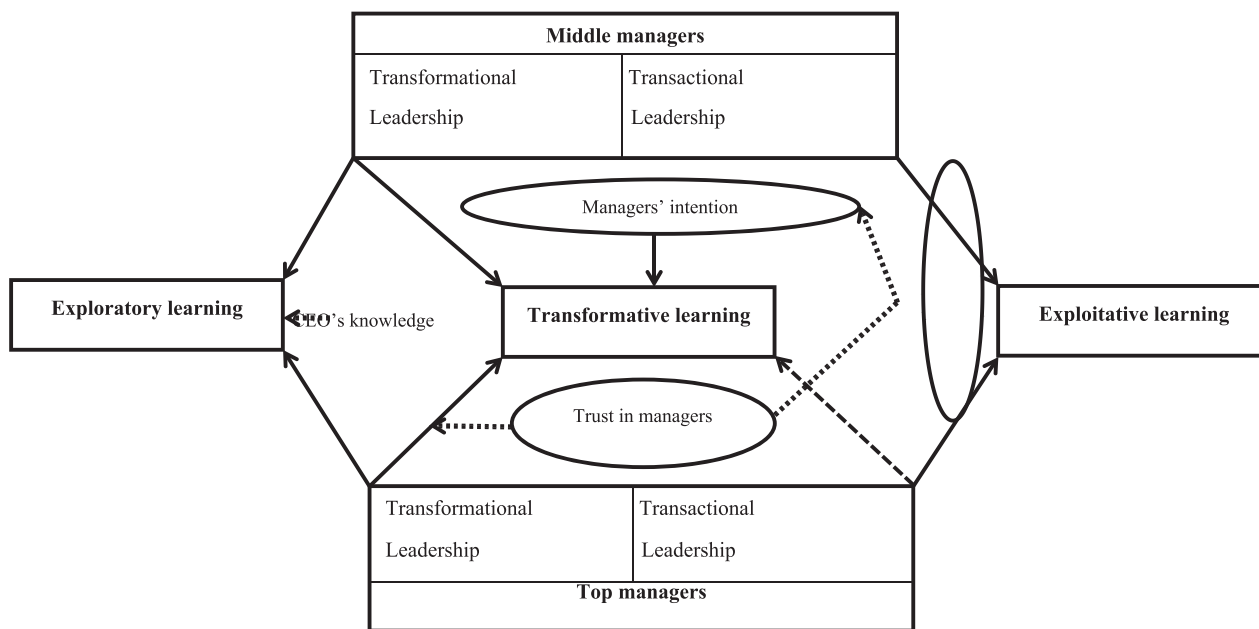 Middle managers
Transformational
Leadership
Transactional
Leadership
Managers’ intention
Exploratory learning
CEO’s knowledge
Transformative learning
Exploitative learning
Trust in managers
Transformational
Leadership
Transactional
Leadership
Top managers